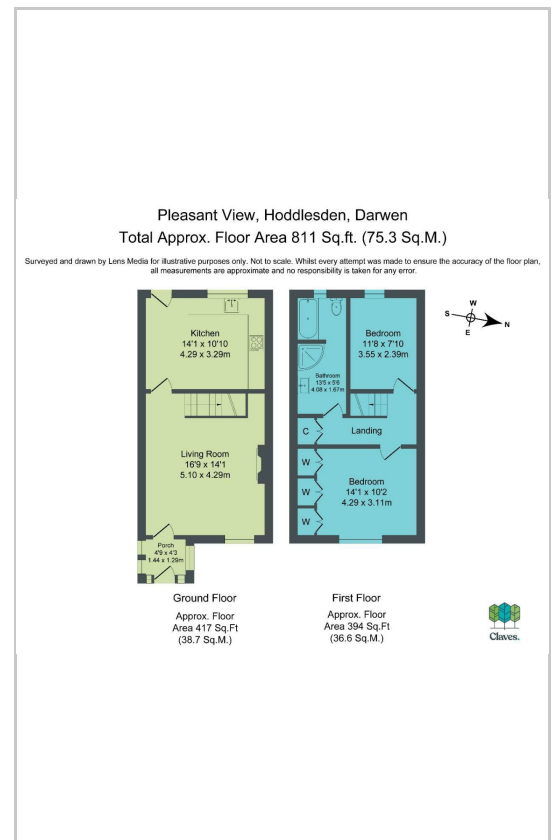 Pleasant View, Hoddlesden, Darwen
Total Approx. Floor Area 811 Sq.ft. (75.3 Sq.M.)
Surveyed and drawn by Lens Media for illustrative purposes only. Not to scale. Whilst every attempt was made to ensure the accuracy of the floor plan,
all measurements are approximate and no responsibility is taken for any error.
Kitchen
14'1 x 10'10
4.29 x 3.29m
Living Room
16'9 x 14'1
5.10 x 4.29m
Porch
4'9 x 4'3
1.44 x 1.29m
Bedroom
11'8 x 7'10
3.55 x 2.39m
Bathroom
13'5 x 5'6
4.08 x 1.67m
C
Landing
W
W
W
Bedroom
14'1 x 10'2
4.29 x 3.11m
W
S
N
E
Ground Floor
Approx. Floor
Area 417 Sq.Ft
(38.7 Sq.M.)
First Floor
Approx. Floor
Area 394 Sq.Ft
(36.6 Sq.M.)
Claves.